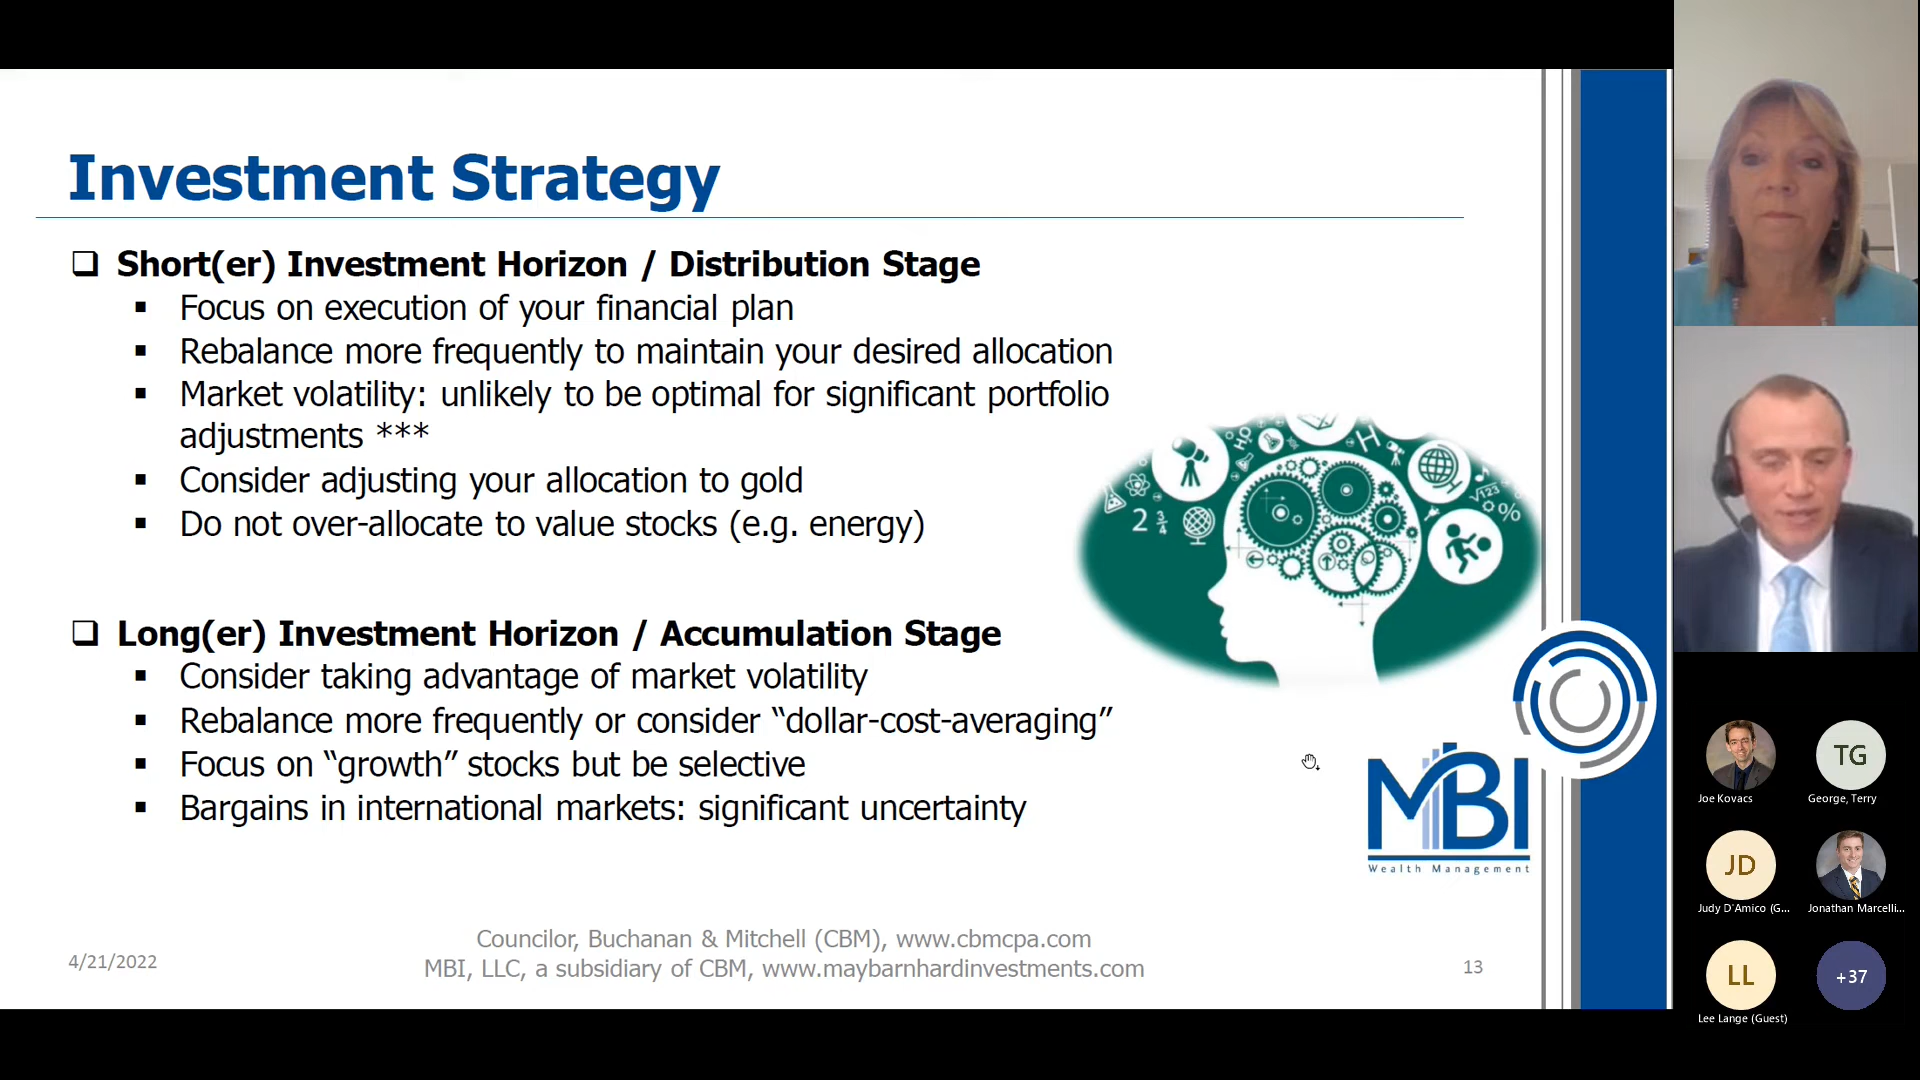 Investment Strategy
Short(er) Investment Horizon / Distribution Stage
Focus on execution of your financial plan
Rebalance more frequently to maintain your desired allocation
Market volatility: unlikely to be optimal for significant portfolio
adjustments ***
Consider adjusting your allocation to gold
Do not over-allocate to value stocks (e.g. energy)
Long(er) Investment Horizon / Accumulation Stage
Consider taking advantage of market volatility
Rebalance more frequently or consider “dollar-cost-averaging”
Focus on “growth” stocks but be selective
Bargains in international markets: significant uncertainty
H₂O
H
2 3/4
√123
%
MBI
Wealth Management
Councilor, Buchanan & Mitchell (CBM), www.cbmcpa.com
MBI, LLC, a subsidiary of CBM, www.maybarnhardinvestments.com
4/21/2022
13
Joe Kovacs
TG
George, Terry
JD
Judy D'Amico (G...
Jonathan Marcelli...
LL
Lee Lange (Guest)
+37